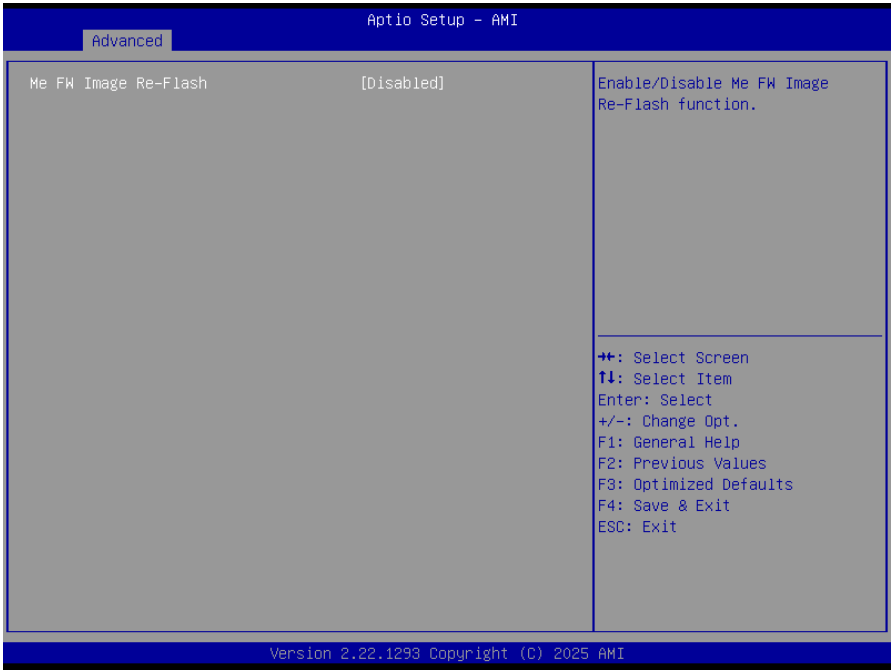 Aptio Setup – AMI
Advanced
Me FW Image Re-Flash [Disabled]
Enable/Disable Me FW Image
Re-Flash function.
→←: Select Screen
↑↓: Select Item
Enter: Select
+/-: Change Opt.
F1: General Help
F2: Previous Values
F3: Optimized Defaults
F4: Save & Exit
ESC: Exit
Version 2.22.1293 Copyright (C) 2025 AMI